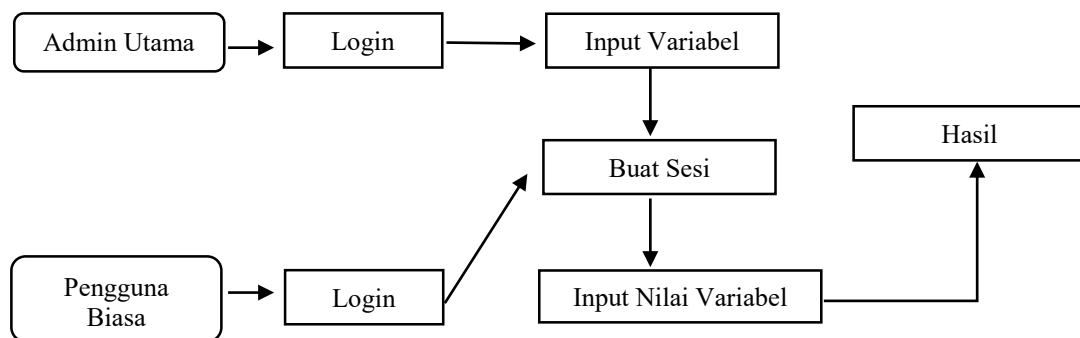 Admin Utama
Login
Input Variabel
Hasil
Buat Sesi
Pengguna
Biasa
Login
Input Nilai Variabel